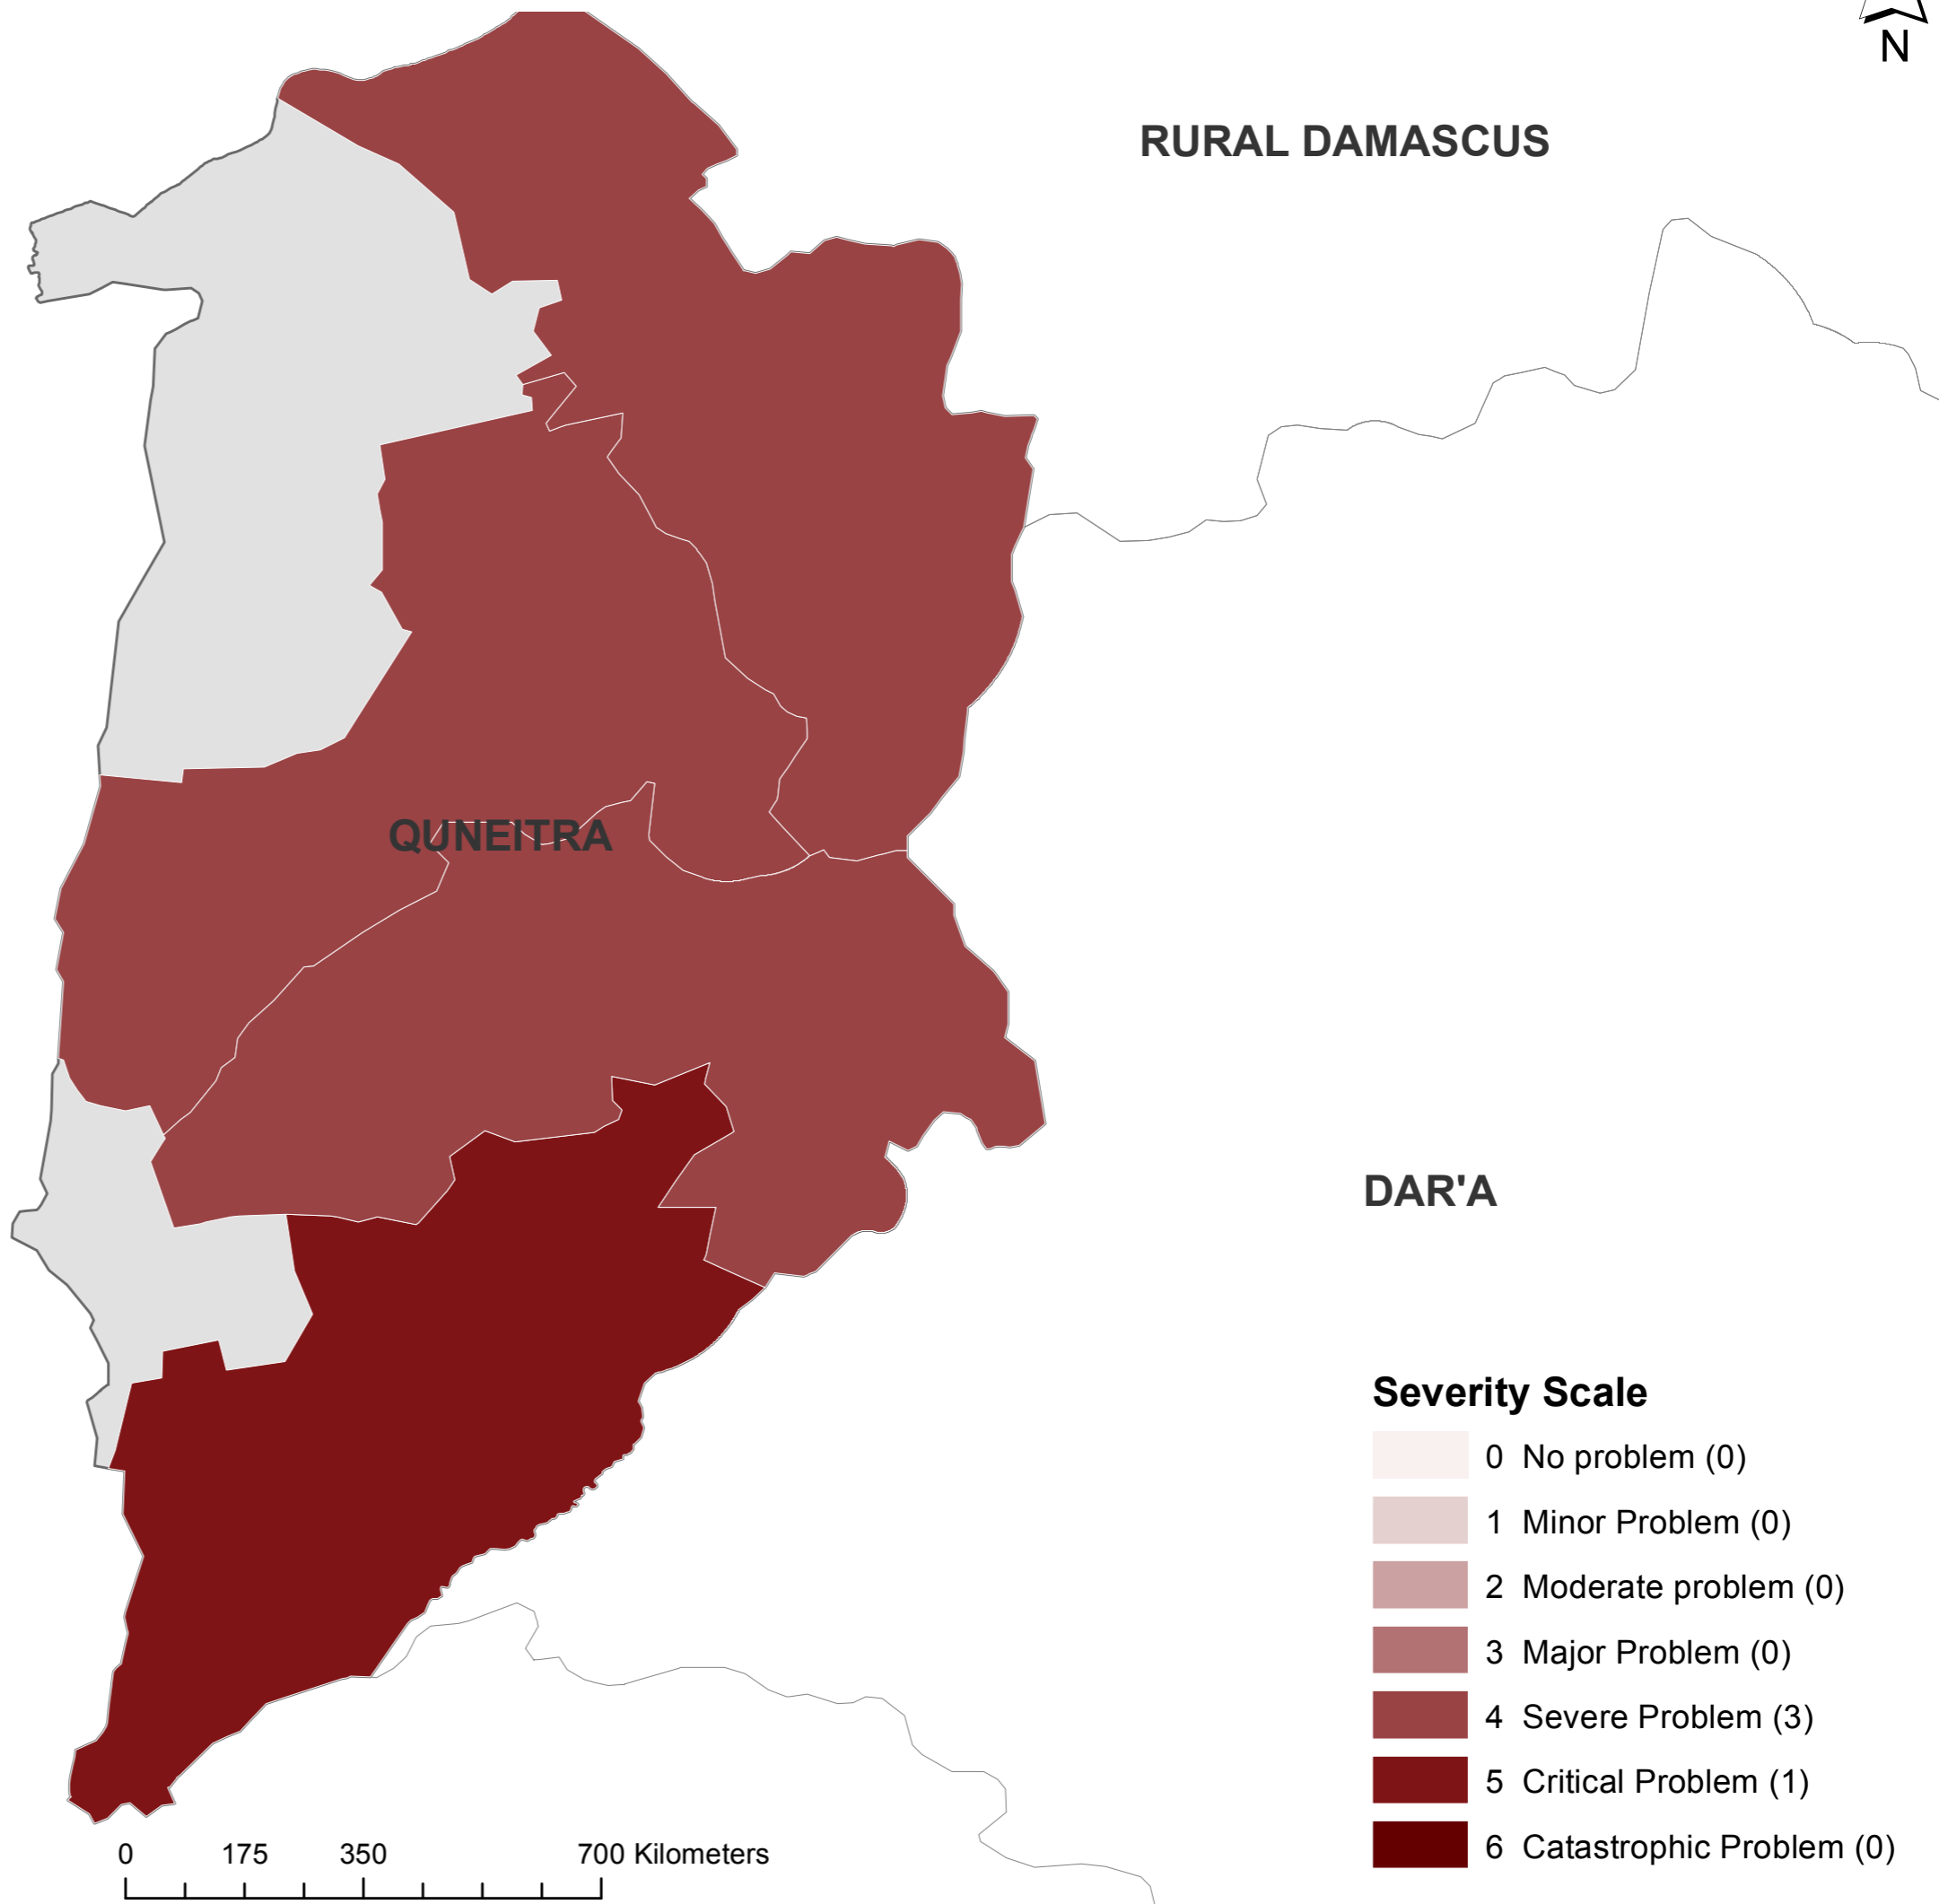 N
RURAL DAMASCUS
QUNEITRA
DAR'A
Severity Scale
0 No problem (0)
1 Minor Problem (0)
2 Moderate problem (0)
3 Major Problem (0)
4 Severe Problem (3)
5 Critical Problem (1)
6 Catastrophic Problem (0)
0 175 350 700 Kilometers